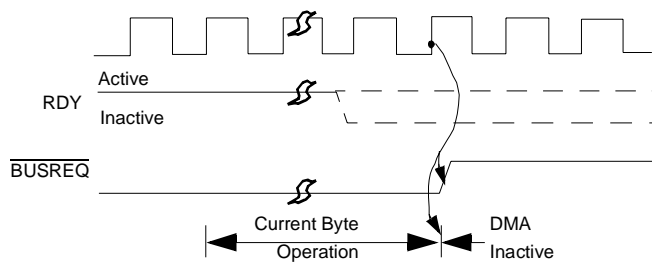 Active
RDY
Inactive
BUSREQ
Current Byte
Operation
DMA
Inactive